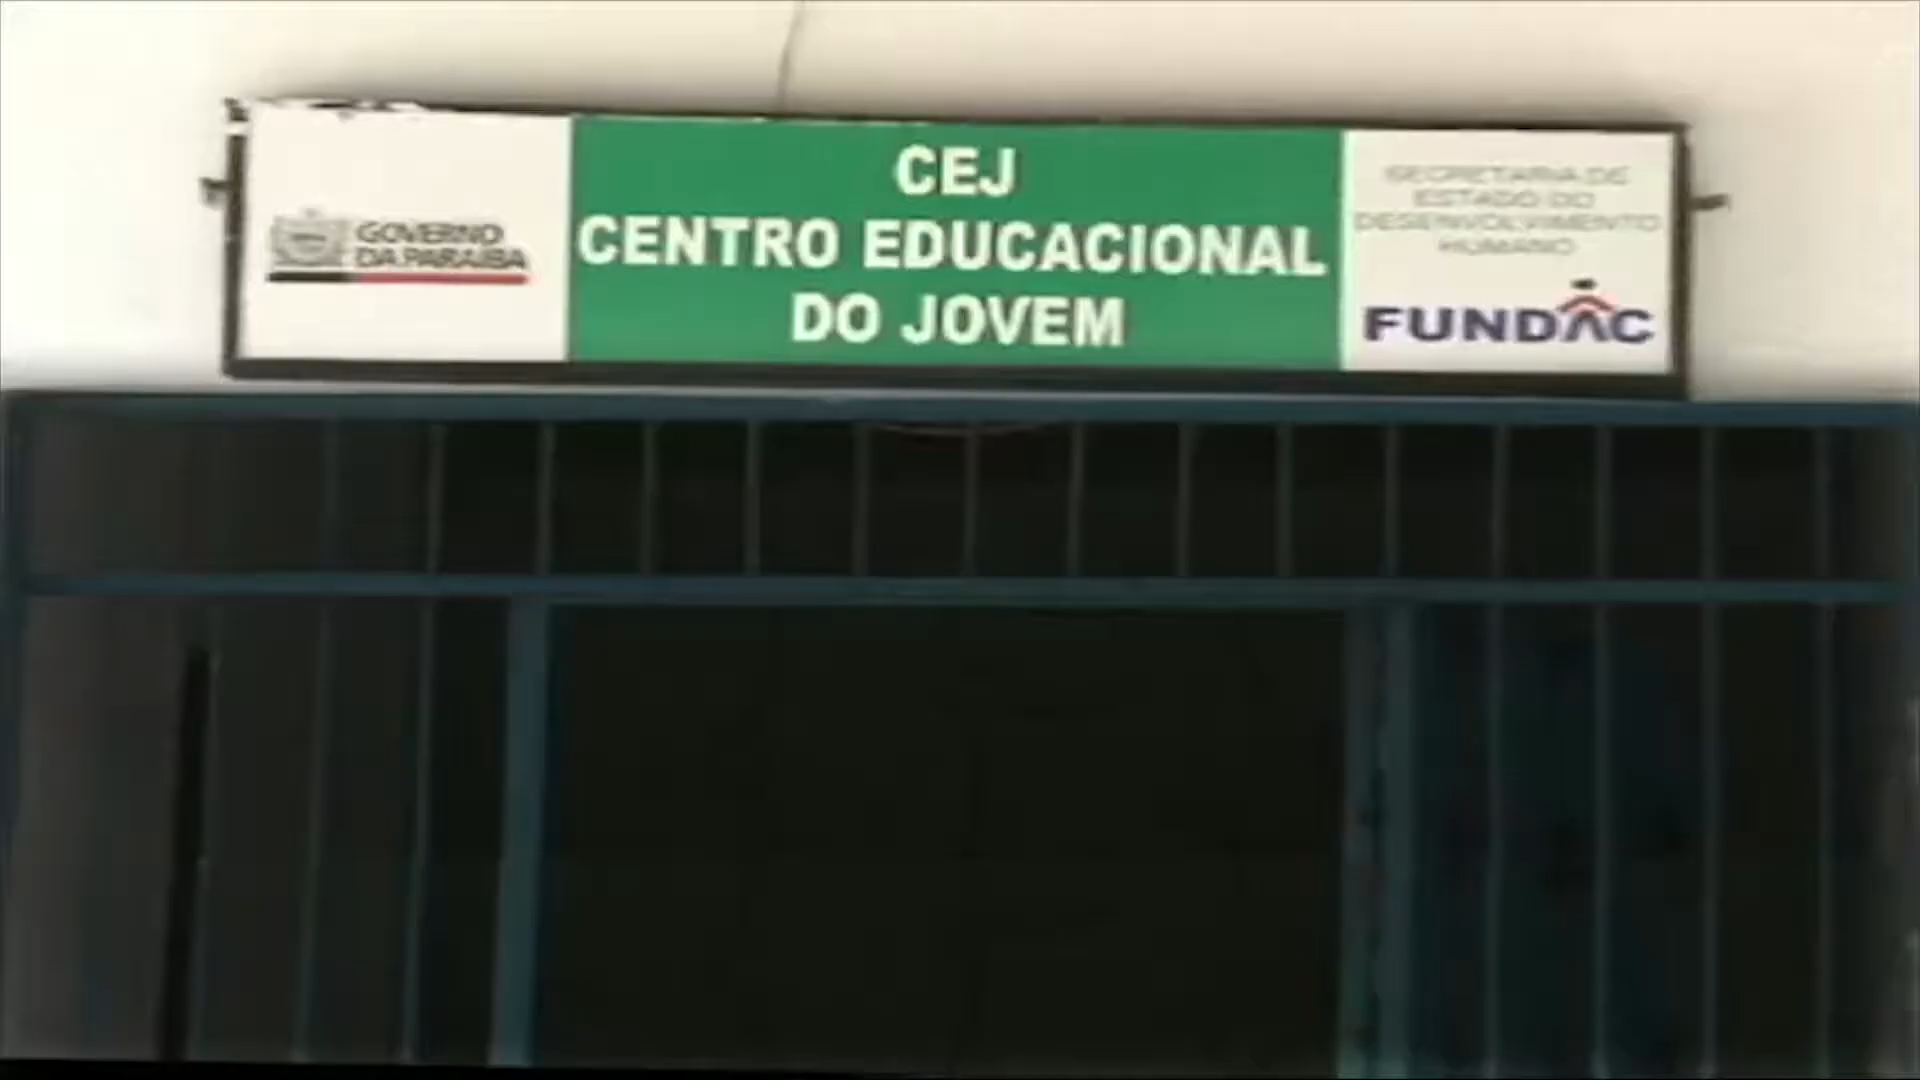 GOVERNO
DA PARAÍBA
CEJ
CENTRO EDUCACIONAL
DO JOVEM
SECRETARIA DE
ESTADO DO
DESENVOLVIMENTO
HUMANO
FUNDAC